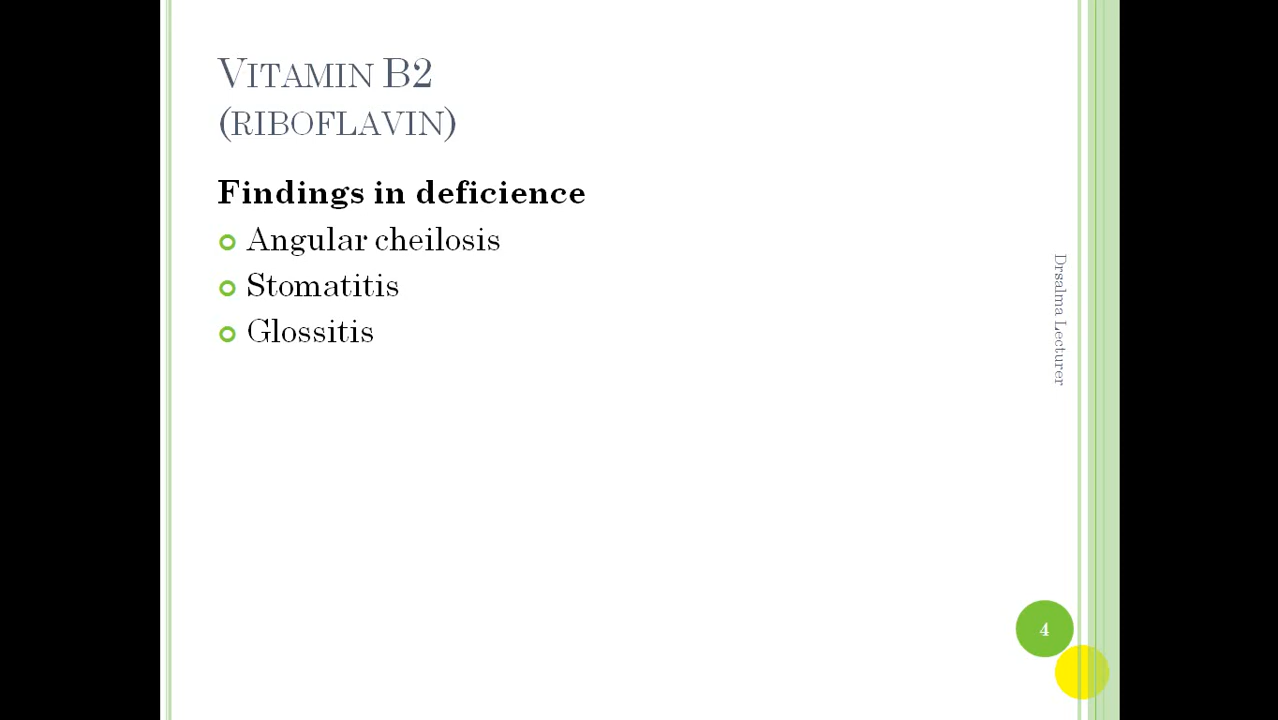 VITAMIN B2
(RIBOFLAVIN)
Findings in deficience
Angular cheilosis
Stomatitis
Glossitis
Drsalma Lecturer
4